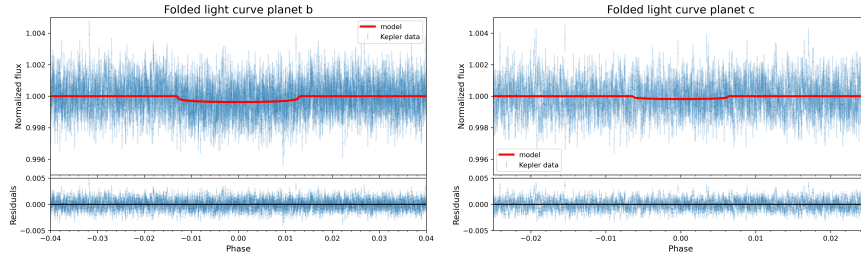 Folded light curve planet b
Normalized flux
1.004
1.002
1.000
0.998
0.996
model
Kepler data
Residuals
0.005
0.000
−0.005
−0.04
−0.03
−0.02
−0.01
0.00
0.01
0.02
0.03
0.04
Phase
Folded light curve planet c
Normalized flux
1.004
1.002
1.000
0.998
0.996
model
Kepler data
Residuals
0.005
0.000
−0.005
−0.02
−0.01
0.00
0.01
0.02
Phase